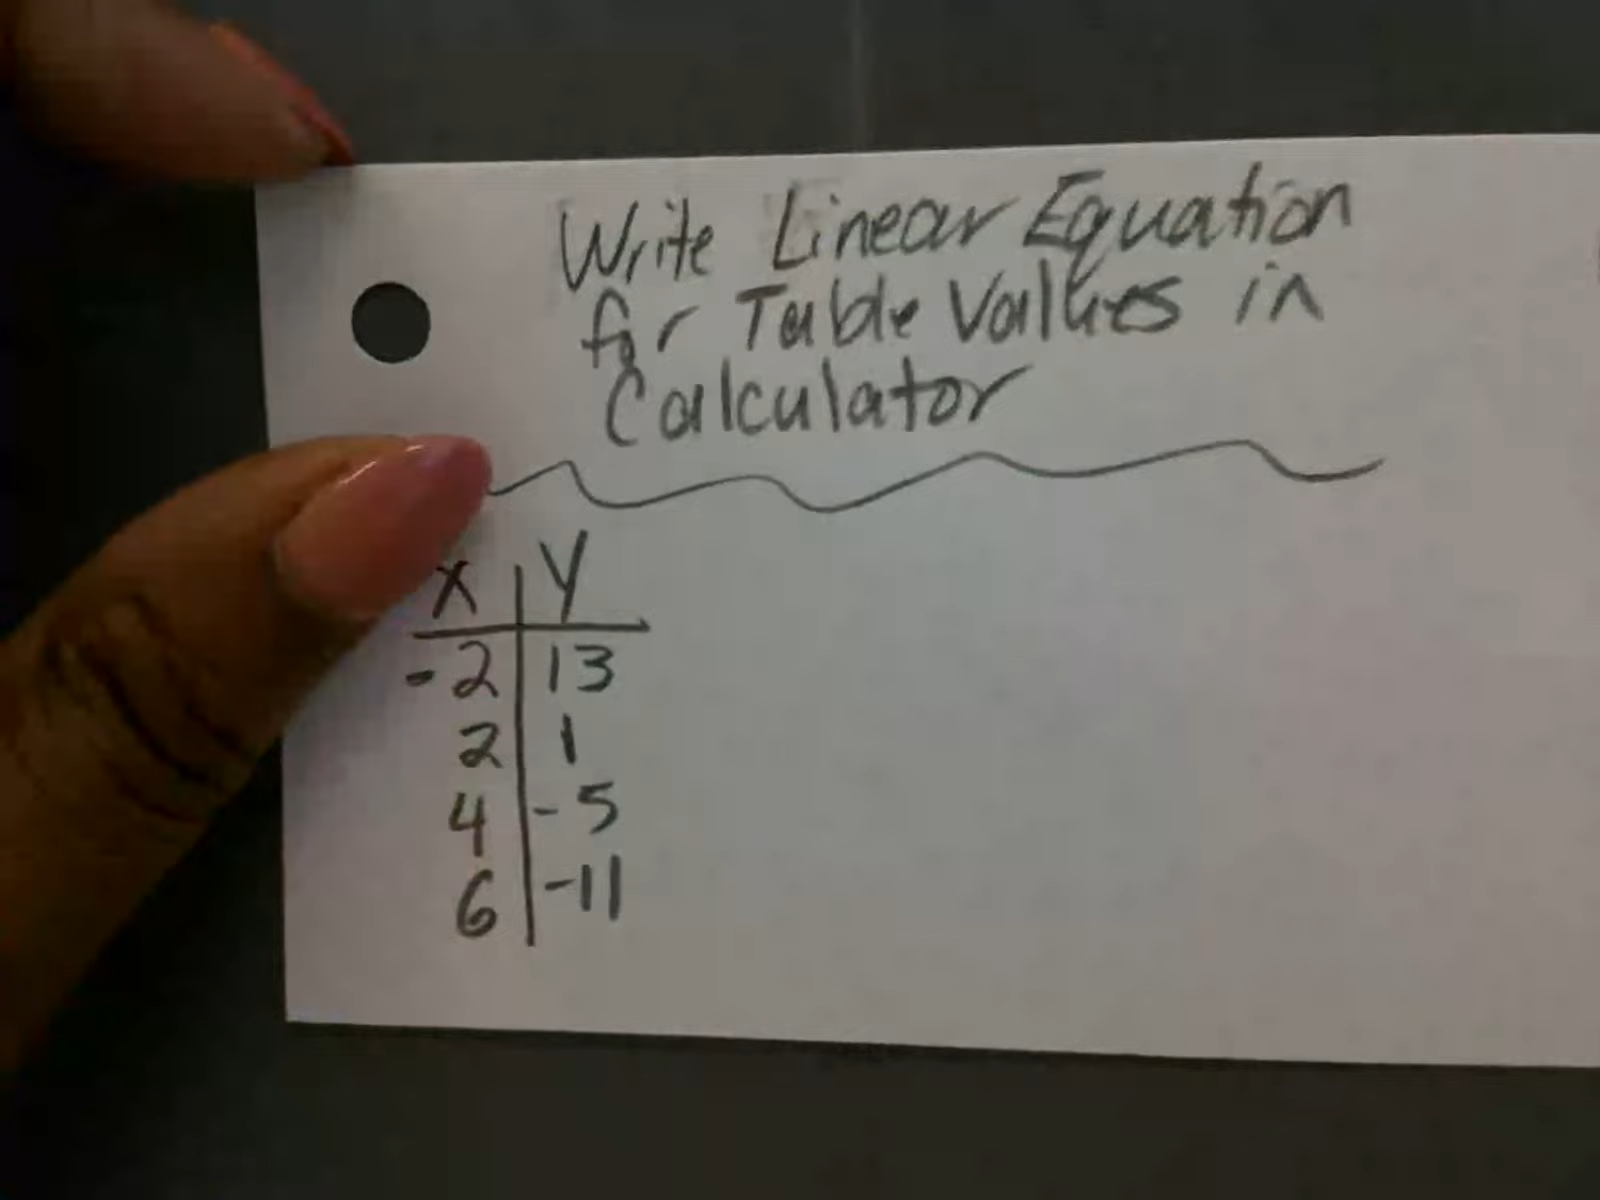 Write Linear Equation
for Table Values in
Calculator
x y
-2 13
2 1
4 -5
6 -11